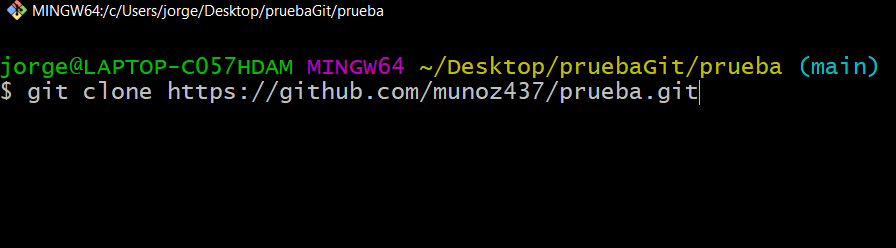 MINGW64:/c/Users/jorge/Desktop/pruebaGit/prueba
jorge@LAPTOP-CO57HDAM MINGW64 ~/Desktop/pruebaGit/prueba (main)
$ git clone https://github.com/munoz437/prueba.git